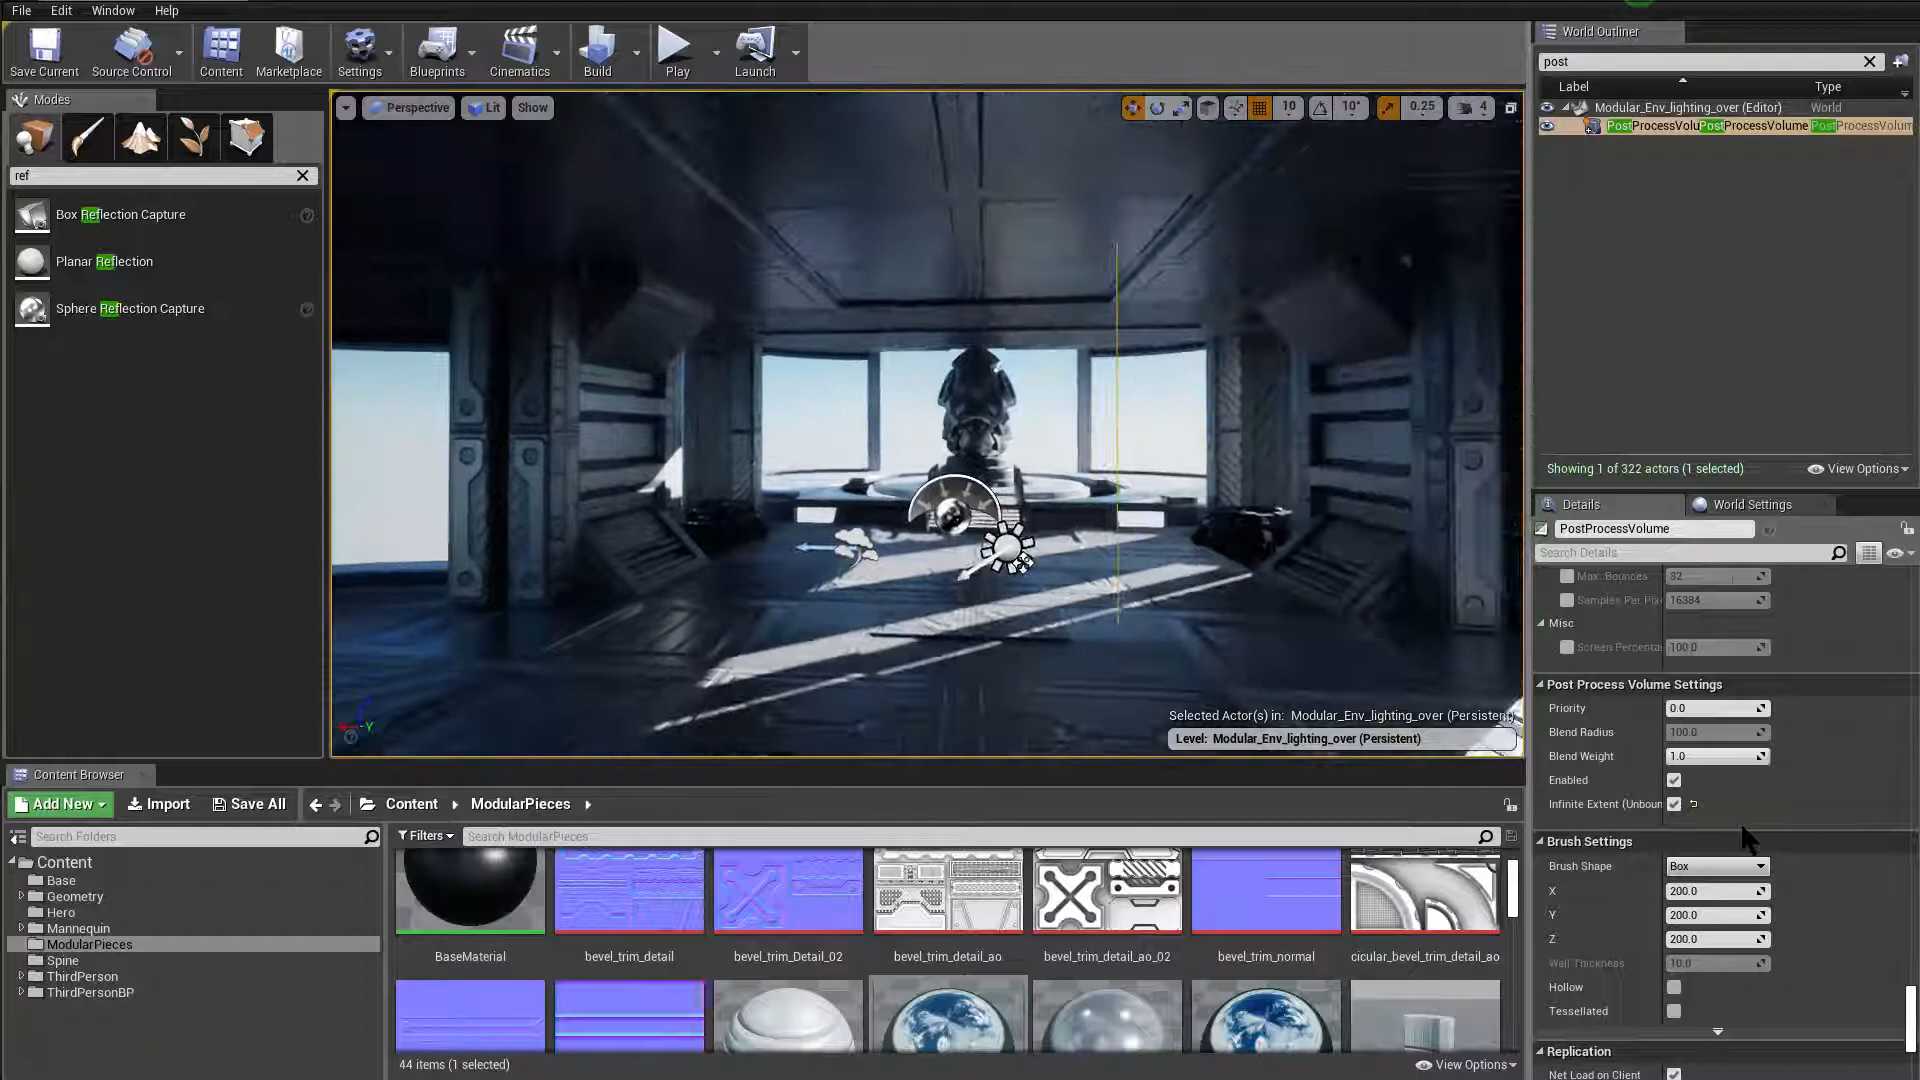 File Edit Window Help
Save Current Source Control Content Marketplace Settings Blueprints Cinematics Build Play Launch
Modes
ref
Box Reflection Capture
Planar Reflection
Sphere Reflection Capture
Perspective Lit Show
10 10° 0.25 4
Selected Actor(s) in: Modular_Env_lighting_over (Persistent)
Level: Modular_Env_lighting_over (Persistent)
World Outliner
post
Label Type
Modular_Env_lighting_over (Editor) World
PostProcessVolu PostProcessVolume PostProcessVolum
Showing 1 of 322 actors (1 selected) View Options
Details World Settings
PostProcessVolume
Search Details
Max. Bounces 32
Samples Per Pixe 16384
Misc
Screen Percenta 100.0
Post Process Volume Settings
Priority 0.0
Blend Radius 100.0
Blend Weight 1.0
Enabled
Infinite Extent (Unboun
Brush Settings
Brush Shape Box
X 200.0
Y 200.0
Z 200.0
Wall Thickness 10.0
Hollow
Tessellated
Replication
Net Load on Client
Content Browser
Add New Import Save All Content ModularPieces
Search Folders
Content
Base
Geometry
Hero
Mannequin
ModularPieces
Spine
ThirdPerson
ThirdPersonBP
Filters Search ModularPieces
BaseMaterial bevel_trim_detail bevel_trim_Detail_02 bevel_trim_detail_ao bevel_trim_detail_ao_02 bevel_trim_normal cicular_bevel_trim_detail_ao
44 items (1 selected) View Options